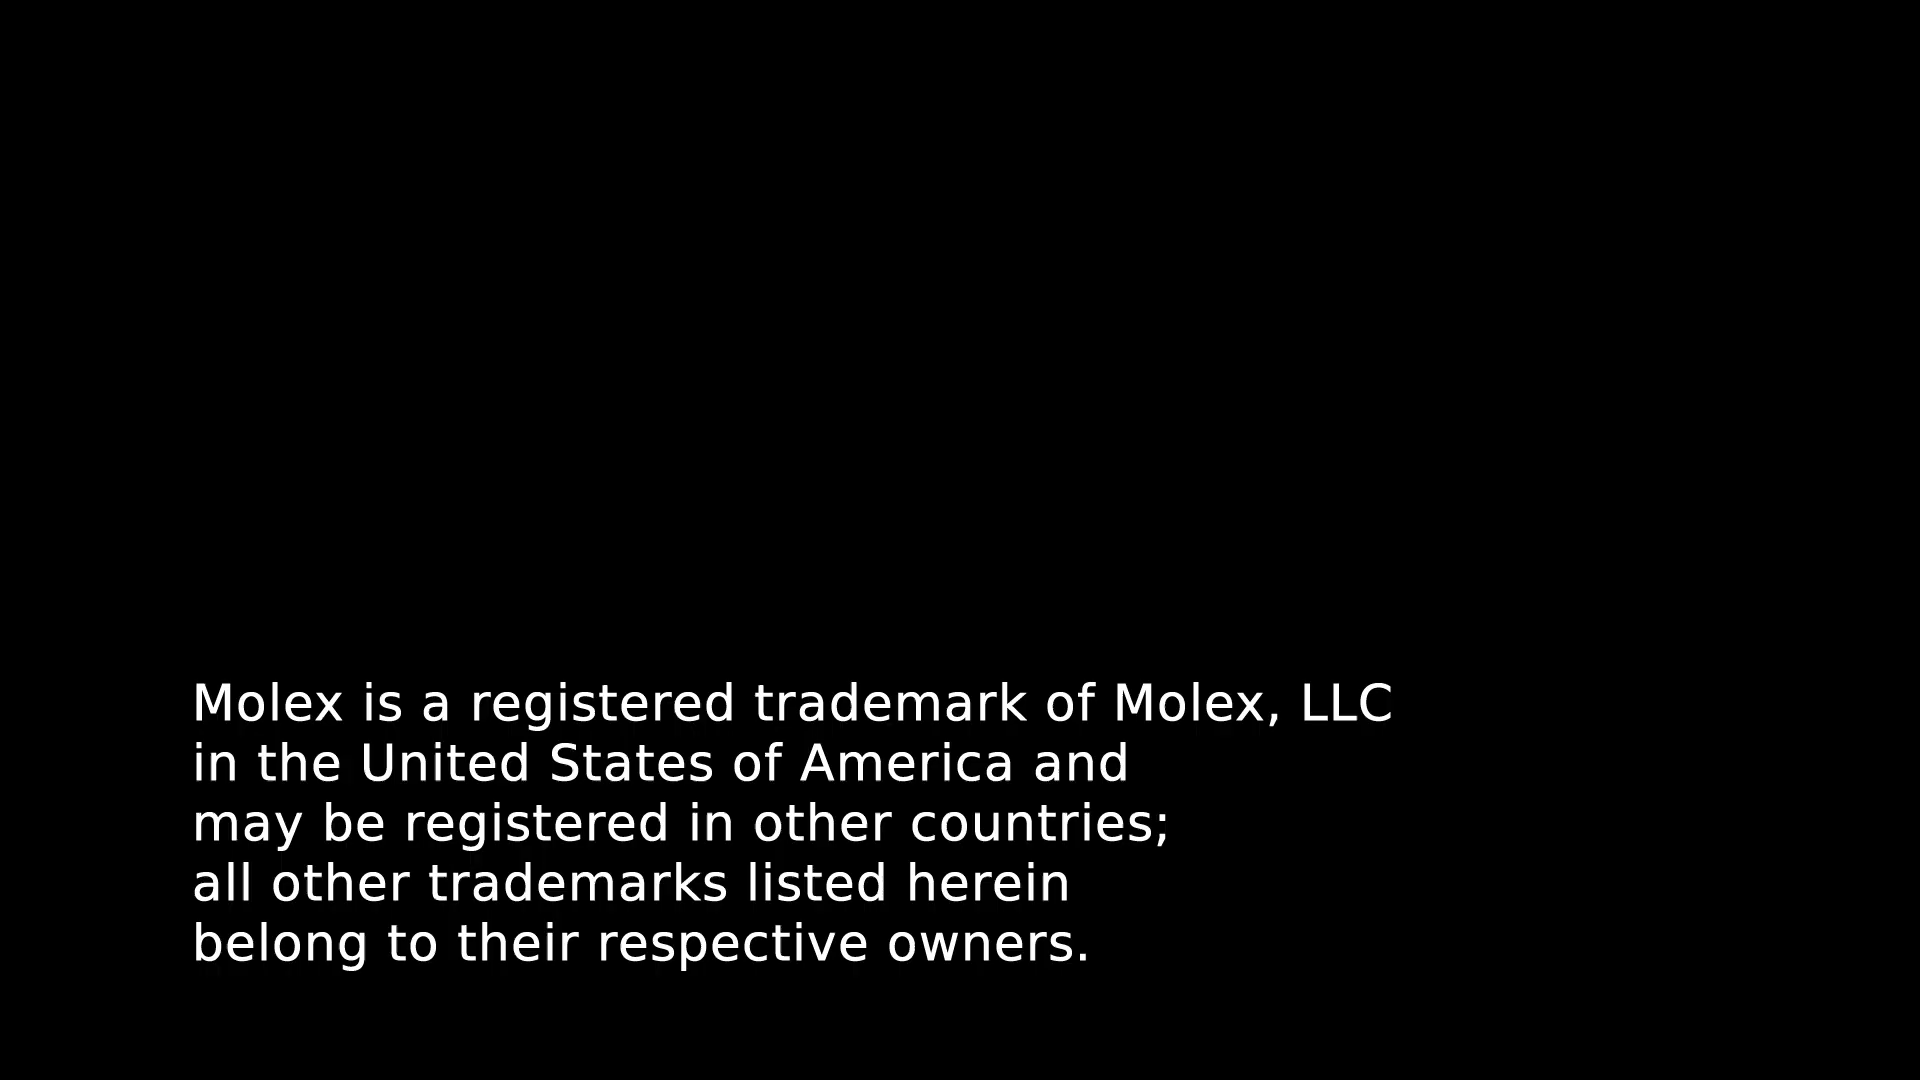 Molex is a registered trademark of Molex, LLC
in the United States of America and
may be registered in other countries;
all other trademarks listed herein
belong to their respective owners.